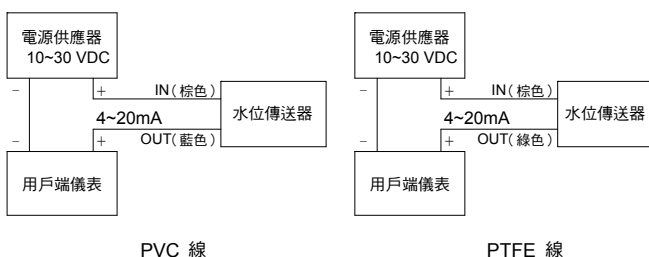 電源供應器
10~30 VDC
− +
IN(棕色)
4~20mA
水位傳送器
− +
OUT(藍色)
用戶端儀表
PVC 線
電源供應器
10~30 VDC
− +
IN(棕色)
4~20mA
水位傳送器
− +
OUT(綠色)
用戶端儀表
PTFE 線